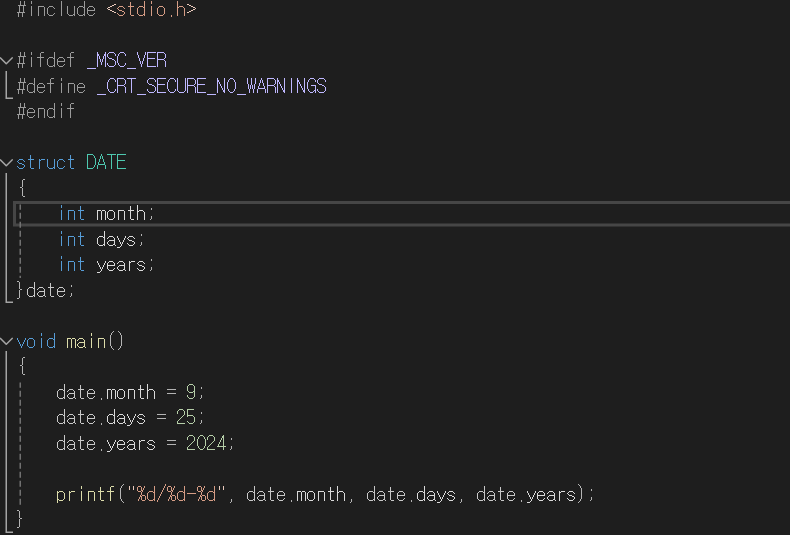 #include <stdio.h>
#ifdef _MSC_VER
#define _CRT_SECURE_NO_WARNINGS
#endif
struct DATE
{
int month;
int days;
int years;
}date;
void main()
{
date.month = 9;
date.days = 25;
date.years = 2024;
printf("%d/%d-%d", date.month, date.days, date.years);
}